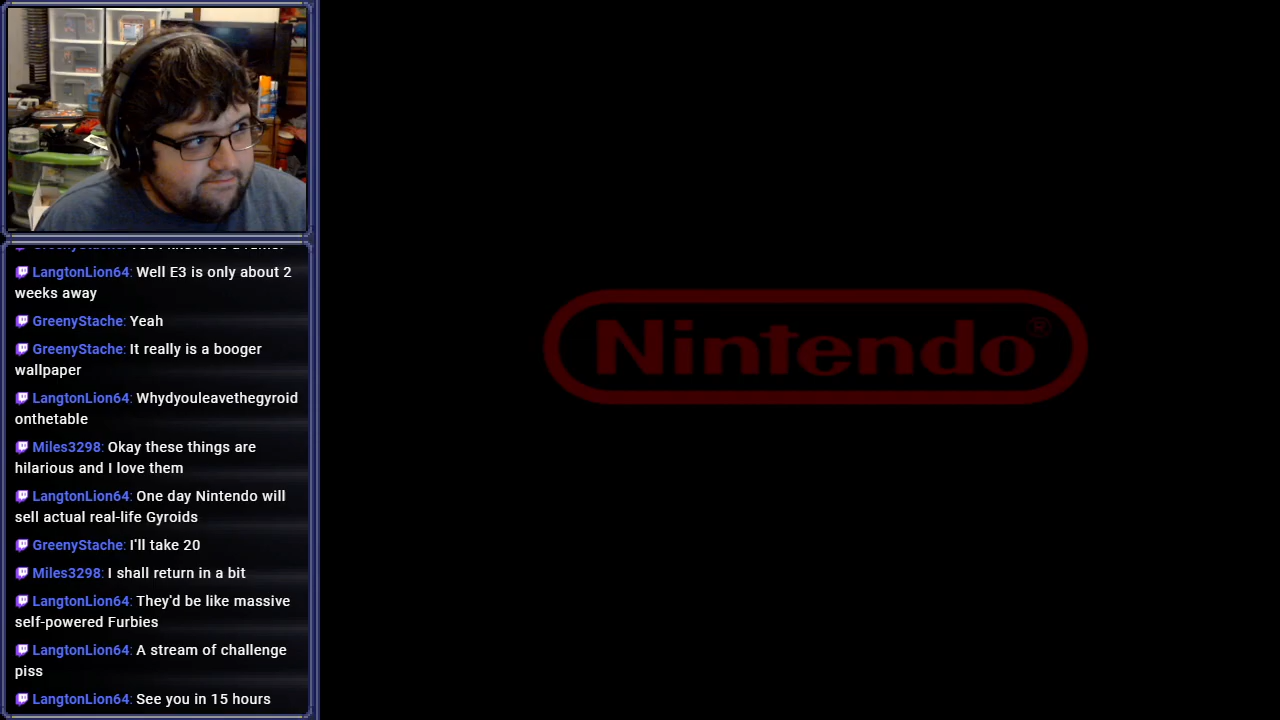 LangtonLion64: Well E3 is only about 2
weeks away
GreenyStache: Yeah
GreenyStache: It really is a booger
wallpaper
LangtonLion64: Whydyouleavethegyroid
onthetable
Miles3298: Okay these things are
hilarious and I love them
LangtonLion64: One day Nintendo will
sell actual real-life Gyroids
GreenyStache: I'll take 20
Miles3298: I shall return in a bit
LangtonLion64: They'd be like massive
self-powered Furbies
LangtonLion64: A stream of challenge
piss
LangtonLion64: See you in 15 hours
Nintendo®